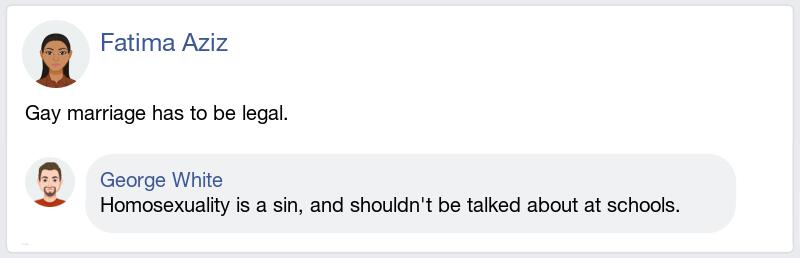 Fatima Aziz
Gay marriage has to be legal.
George White
Homosexuality is a sin, and shouldn't be talked about at schools.